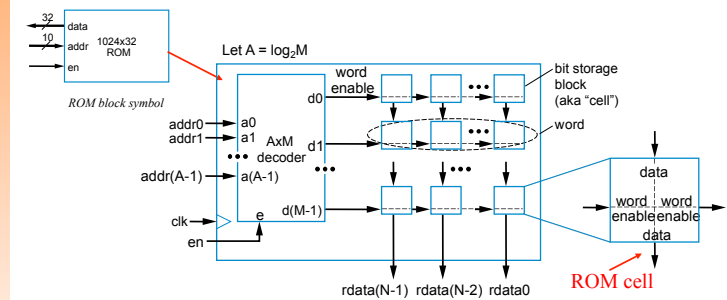 32
data
10
addr
en
1024x32
ROM
ROM block symbol
Let A = log₂M
word
enable
bit storage
block
(aka “cell”)
word
addr0
addr1
addr(A-1)
clk
en
a0
a1
a(A-1)
AxM
decoder
e
d0
d1
d(M-1)
rdata(N-1) rdata(N-2) rdata0
data
word word
enable enable
data
ROM cell